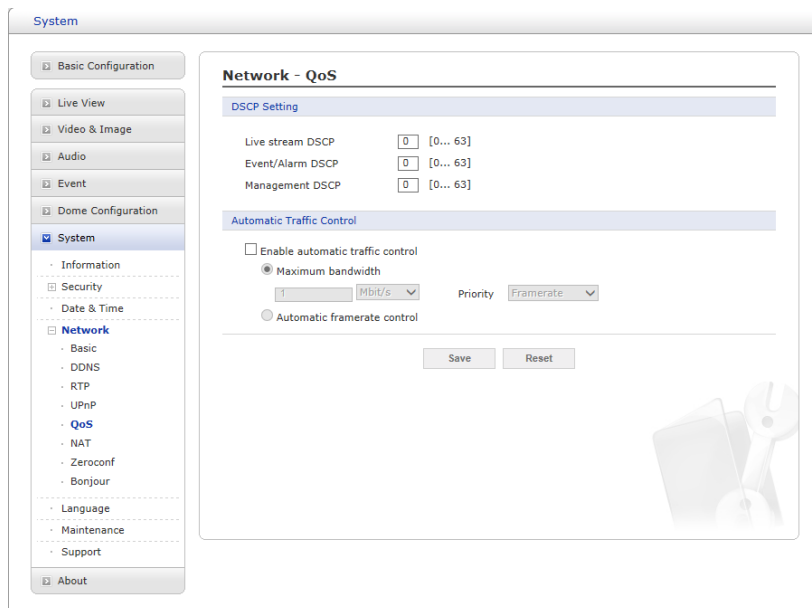 System
Basic Configuration
Live View
Video & Image
Audio
Event
Dome Configuration
System
Information
Security
Date & Time
Network
Basic
DDNS
RTP
UPnP
QoS
NAT
Zeroconf
Bonjour
Language
Maintenance
Support
About
Network - QoS
DSCP Setting
Live stream DSCP 0 [0... 63]
Event/Alarm DSCP 0 [0... 63]
Management DSCP 0 [0... 63]
Automatic Traffic Control
Enable automatic traffic control
Maximum bandwidth
1 Mbit/s Priority Framerate
Automatic framerate control
Save Reset